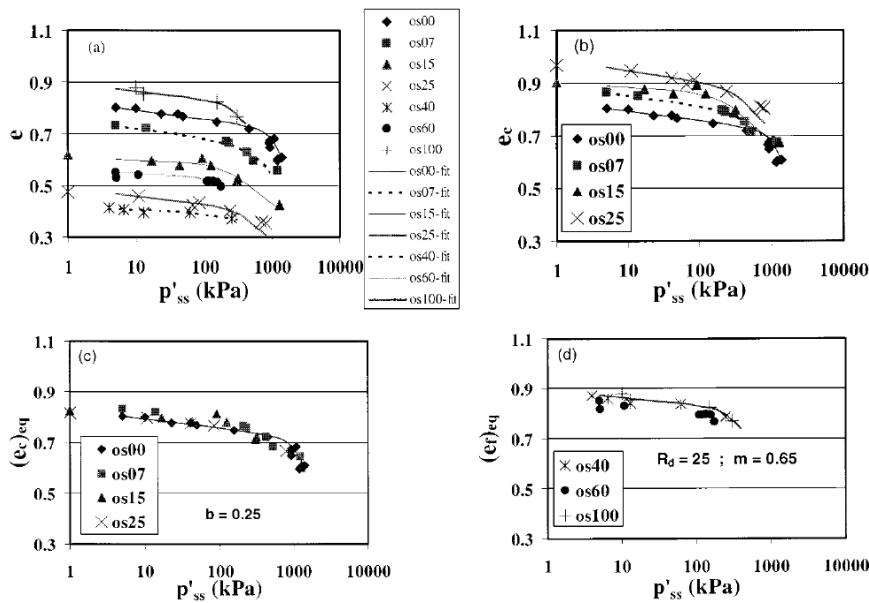 (a)
e
1.1
0.9
0.7
0.5
0.3
1 10 100 1000 10000
p'ss (kPa)
os00
os07
os15
os25
os40
os60
os100
os00-fit
os07-fit
os15-fit
os25-fit
os40-fit
os60-fit
os100-fit
(b)
ec
1.1
0.9
0.7
0.5
0.3
os00
os07
os15
os25
1 10 100 1000 10000
p'ss (kPa)
(c)
(ec)eq
1.1
0.9
0.7
0.5
0.3
os00
os07
os15
os25
b = 0.25
1 10 100 1000 10000
p'ss (kPa)
(d)
(ef)eq
1.1
0.9
0.7
0.5
0.3
Rd = 25 ; m = 0.65
os40
os60
os100
1 10 100 1000 10000
p'ss (kPa)